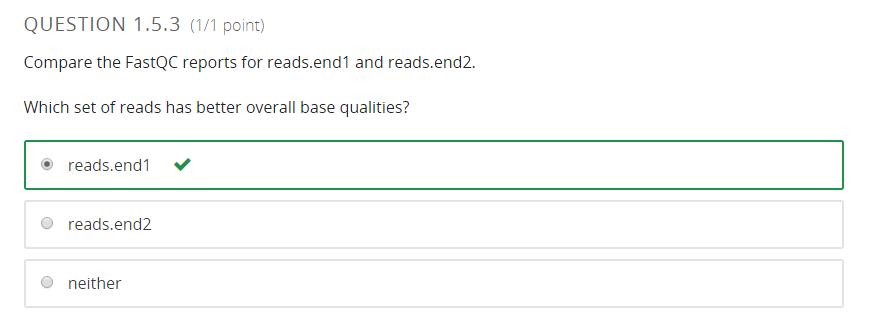 QUESTION 1.5.3 (1/1 point)
Compare the FastQC reports for reads.end1 and reads.end2.
Which set of reads has better overall base qualities?
reads.end1
reads.end2
neither